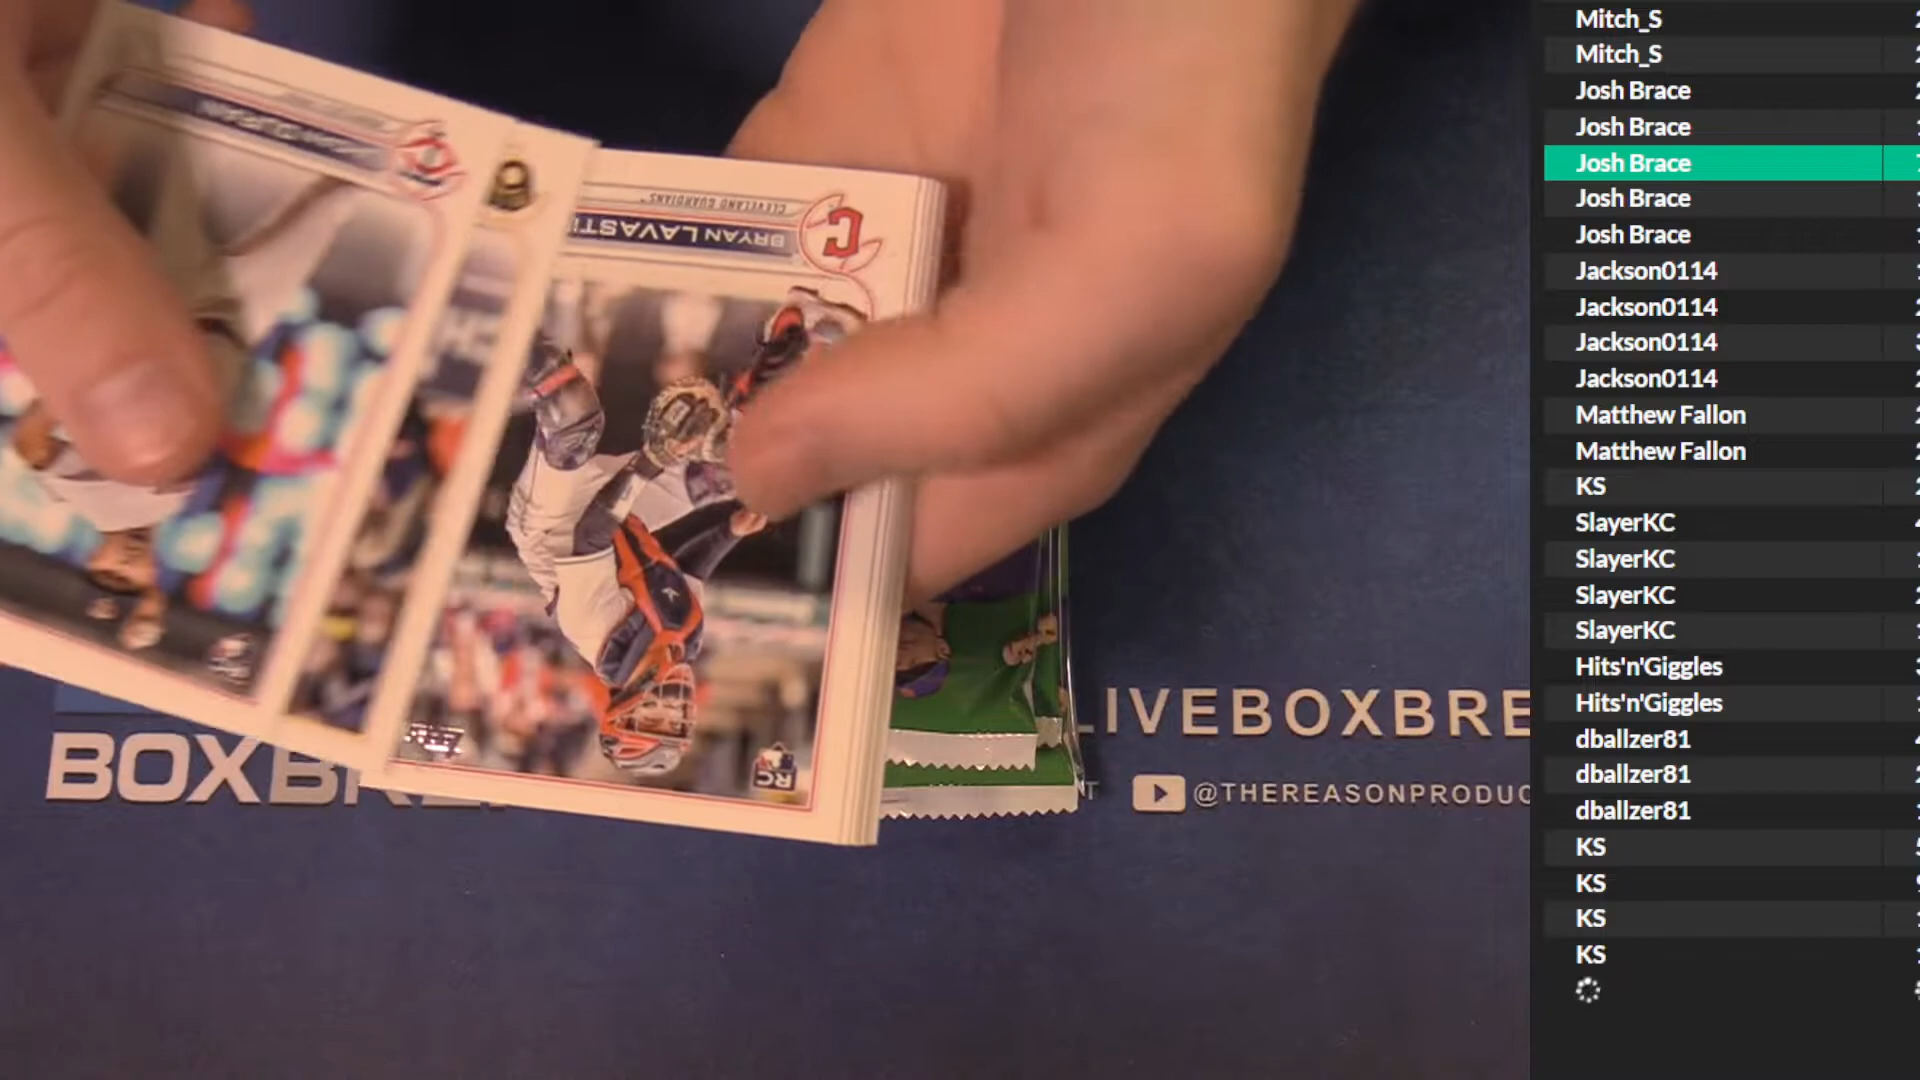 Mitch_S
Mitch_S
Josh Brace
Josh Brace
Josh Brace
Josh Brace
Josh Brace
Jackson0114
Jackson0114
Jackson0114
Jackson0114
Matthew Fallon
Matthew Fallon
KS
SlayerKC
SlayerKC
SlayerKC
SlayerKC
Hits'n'Giggles
Hits'n'Giggles
dballzer81
dballzer81
dballzer81
KS
KS
KS
KS
CLEVELAND GUARDIANS
BRYAN LAVASTI
C
RC
LIVEBOXBRE
BOXBRE
@THEREASONPRODUC